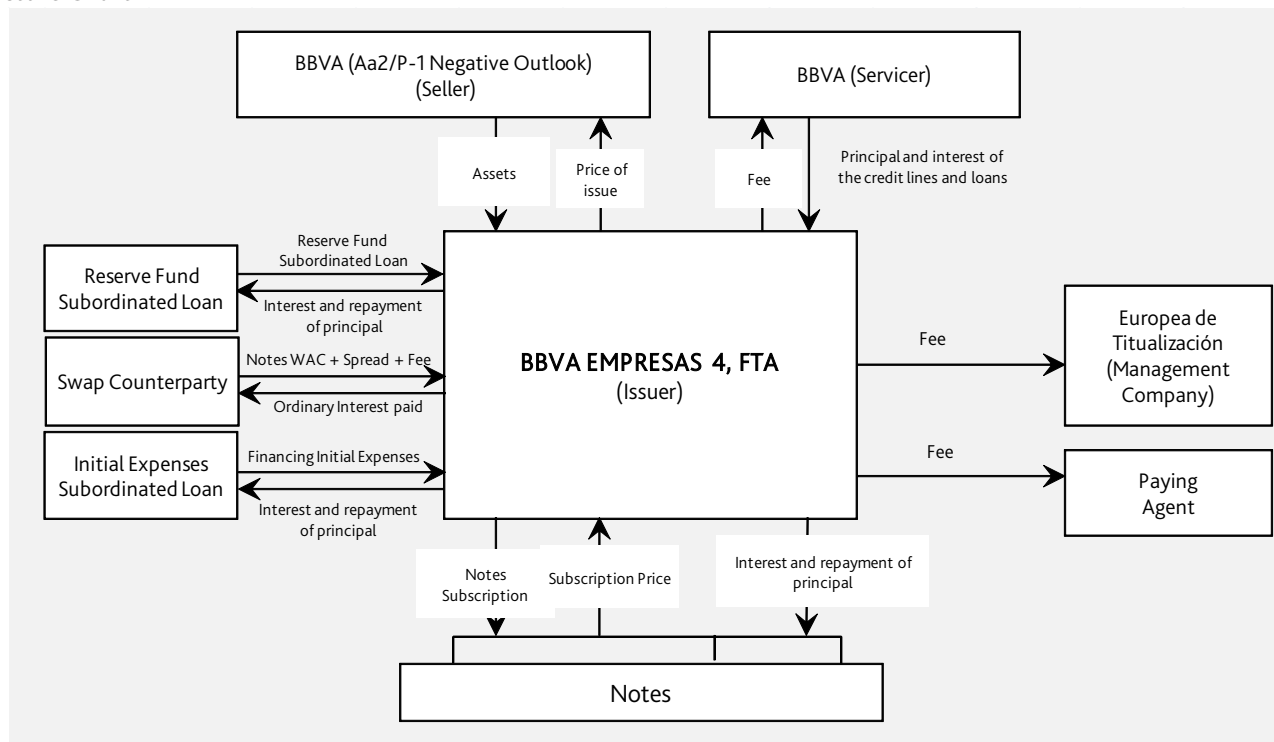 BBVA (Aa2/P-1 Negative Outlook)
(Seller)
BBVA (Servicer)
Assets
Price of
issue
Fee
Principal and interest of
the credit lines and loans
Reserve Fund
Subordinated Loan
Reserve Fund
Subordinated Loan
Interest and repayment
of principal
Swap Counterparty
Notes WAC + Spread + Fee
Ordinary Interest paid
Initial Expenses
Subordinated Loan
Financing Initial Expenses
Interest and repayment
of principal
BBVA EMPRESAS 4, FTA
(Issuer)
Fee
Europea de
Titualización
(Management
Company)
Fee
Paying
Agent
Notes
Subscription
Subscription Price
Interest and repayment of
principal
Notes